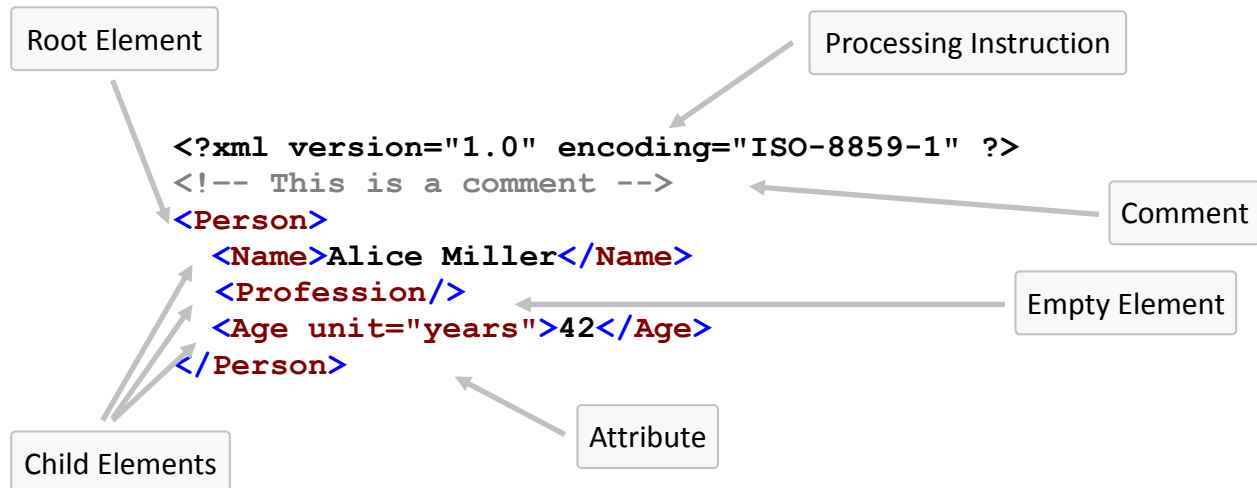 Root Element
Processing Instruction
<?xml version="1.0" encoding="ISO-8859-1" ?>
<!-- This is a comment -->
Comment
<Person>
<Name>Alice Miller</Name>
<Profession/>
Empty Element
<Age unit="years">42</Age>
</Person>
Attribute
Child Elements